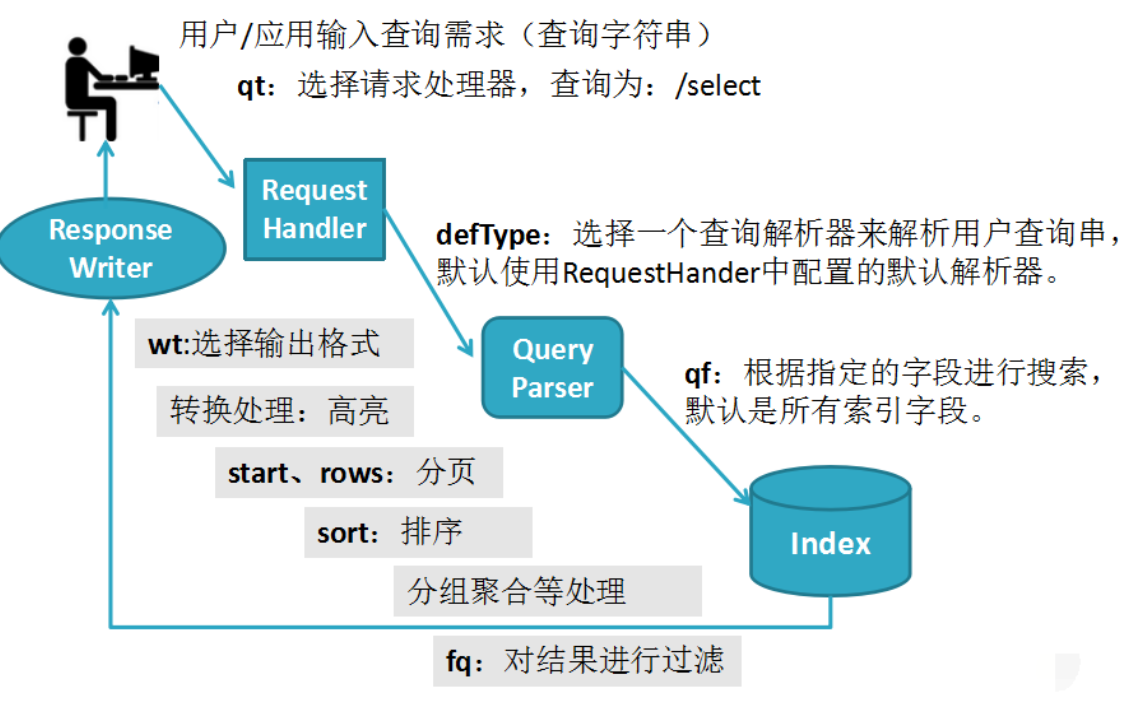 用户/应用输入查询需求（查询字符串）
qt：选择请求处理器，查询为：/select
Request
Handler
Response
Writer
defType：选择一个查询解析器来解析用户查询串，
默认使用RequestHander中配置的默认解析器。
wt:选择输出格式
Query
Parser
qf：根据指定的字段进行搜索，
默认是所有索引字段。
转换处理：高亮
start、rows：分页
sort：排序
Index
分组聚合等处理
fq：对结果进行过滤